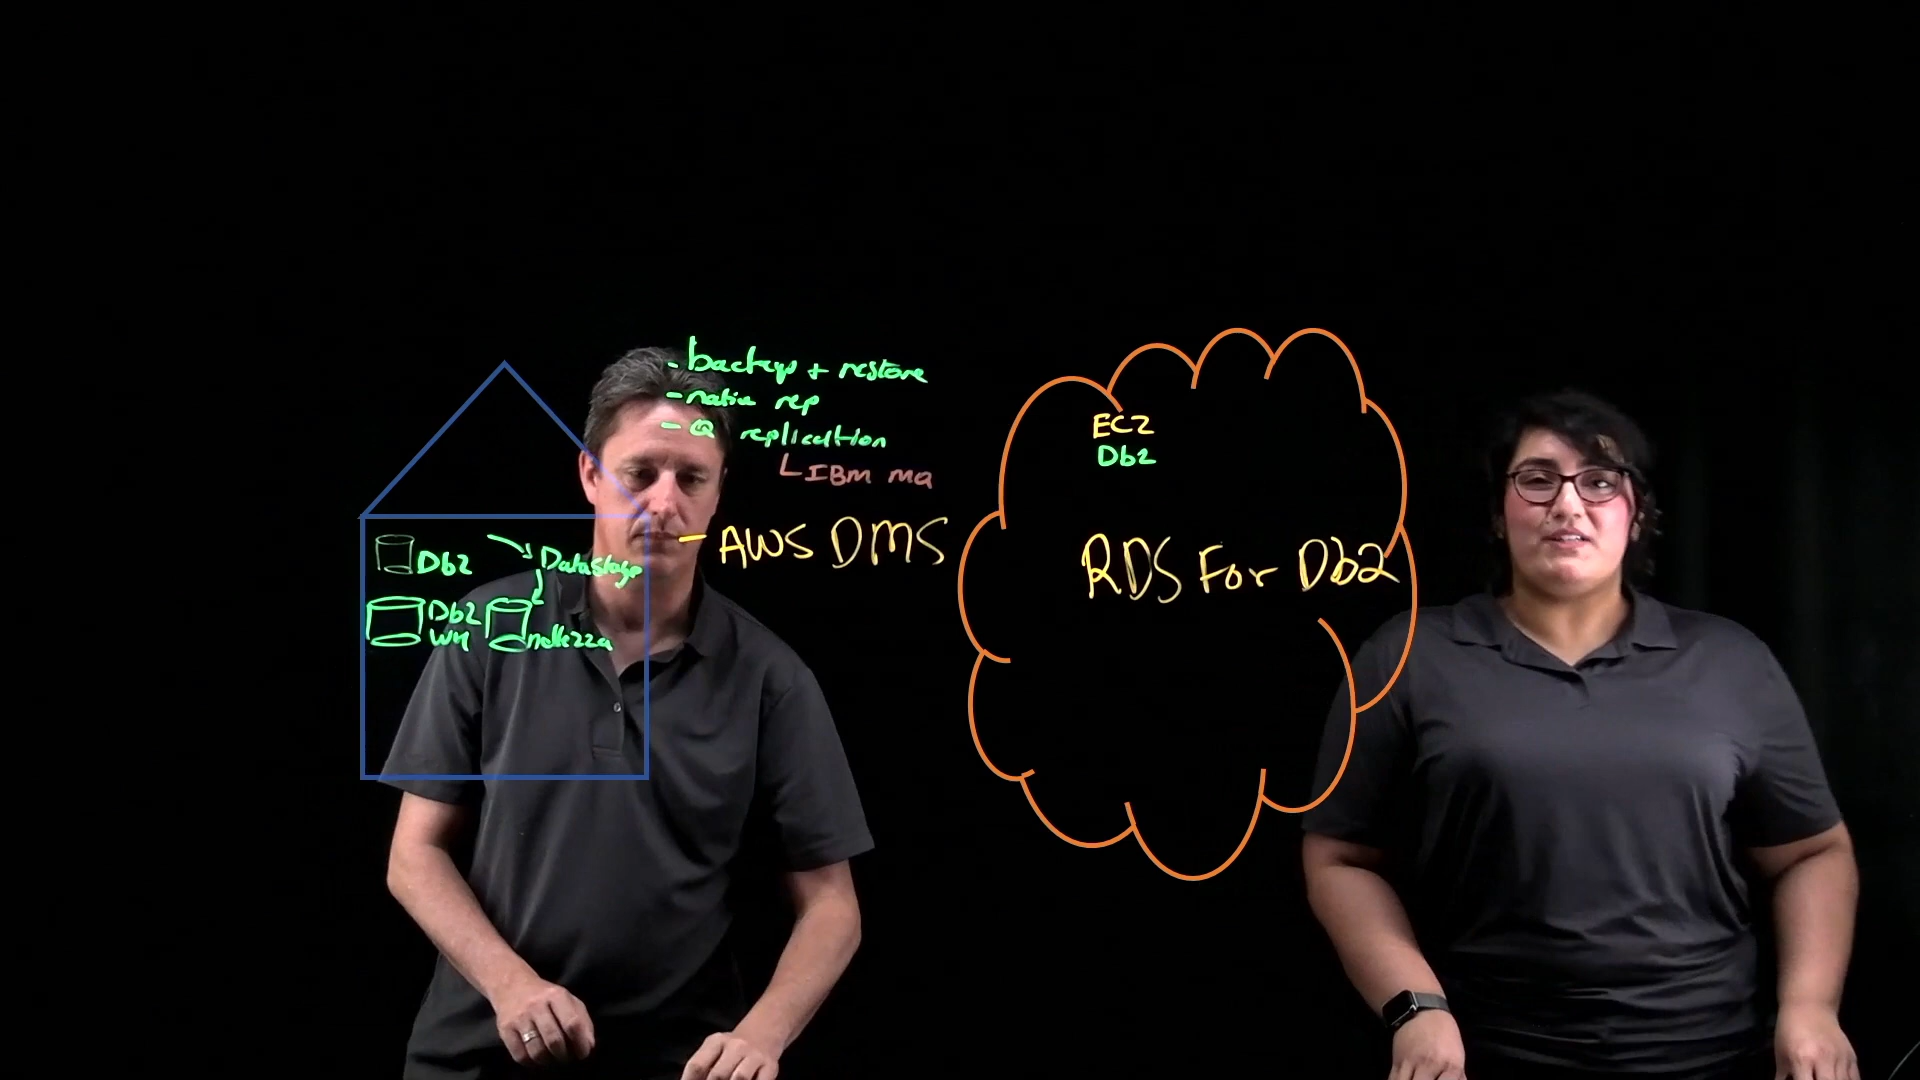 - backup + restore
- native rep
- Q replication
IBM MQ
- AWS DMS
Db2
Datastage
Db2
WH
netezza
EC2
Db2
RDS For Db2